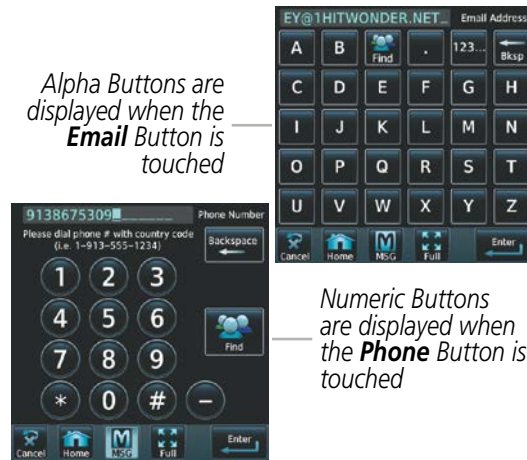 Alpha Buttons are
displayed when the
Email Button is
touched
EY@1HITWONDER.NET_ Email Address
A B Find . 123... Bksp
C D E F G H
I J K L M N
O P Q R S T
U V W X Y Z
Cancel Home MSG Full Enter
9138675309 Phone Number
Please dial phone # with country code
(i.e. 1-913-555-1234)
Backspace
1 2 3
4 5 6
Find
7 8 9
* 0 # -
Cancel Home MSG Full Enter
Numeric Buttons
are displayed when
the Phone Button is
touched